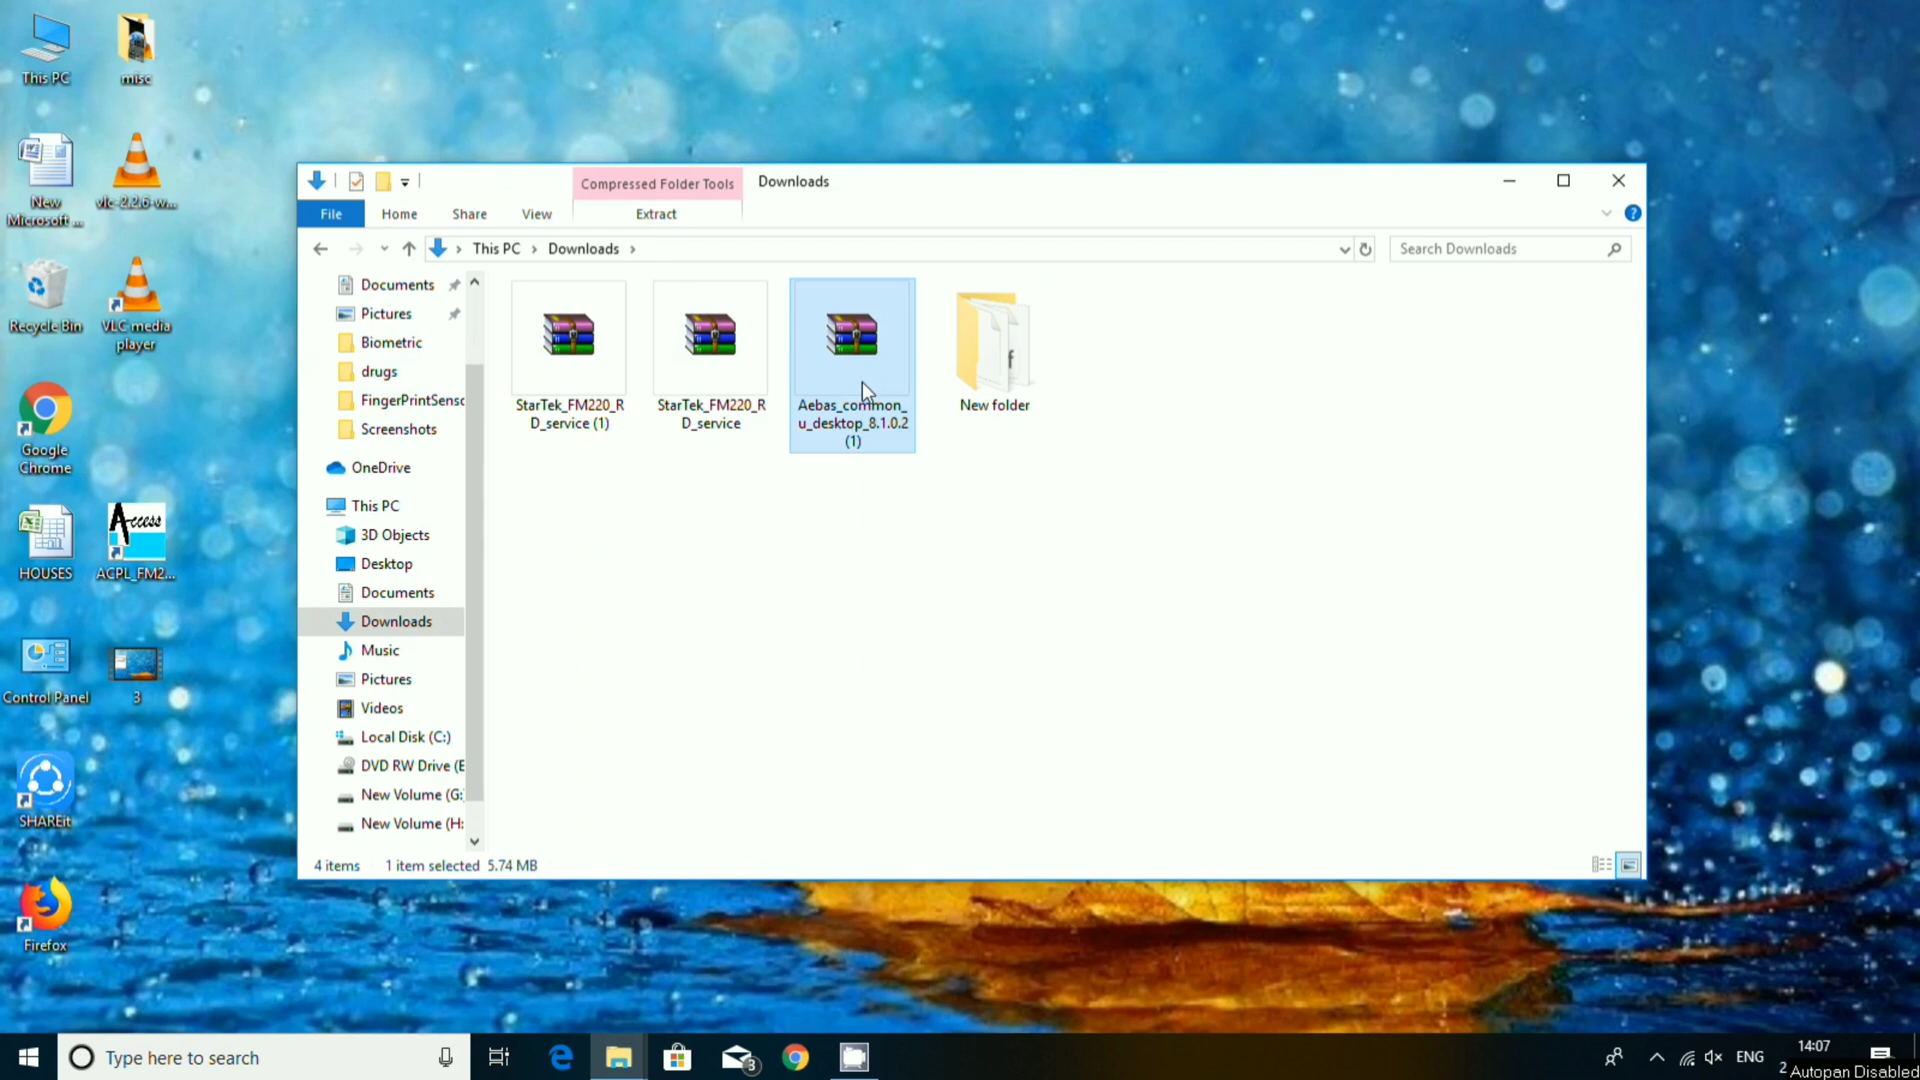 This PC
misc
New
Microsoft ...
vlc-2.2.6-w...
Recycle Bin
VLC media
player
Google
Chrome
HOUSES
Access
ACPL_FM2...
Control Panel
3
SHAREit
Firefox
Compressed Folder Tools
Downloads
File
Home
Share
View
Extract
This PC
Downloads
Search Downloads
Documents
Pictures
Biometric
drugs
FingerPrintSenso
Screenshots
OneDrive
This PC
3D Objects
Desktop
Documents
Downloads
Music
Pictures
Videos
Local Disk (C:)
DVD RW Drive (E
New Volume (G:
New Volume (H:
StarTek_FM220_R
D_service (1)
StarTek_FM220_R
D_service
Aebas_common_
u_desktop_8.1.0.2
(1)
f
New folder
4 items
1 item selected 5.74 MB
Type here to search
3
ENG
14:07
2
Autopan Disabled